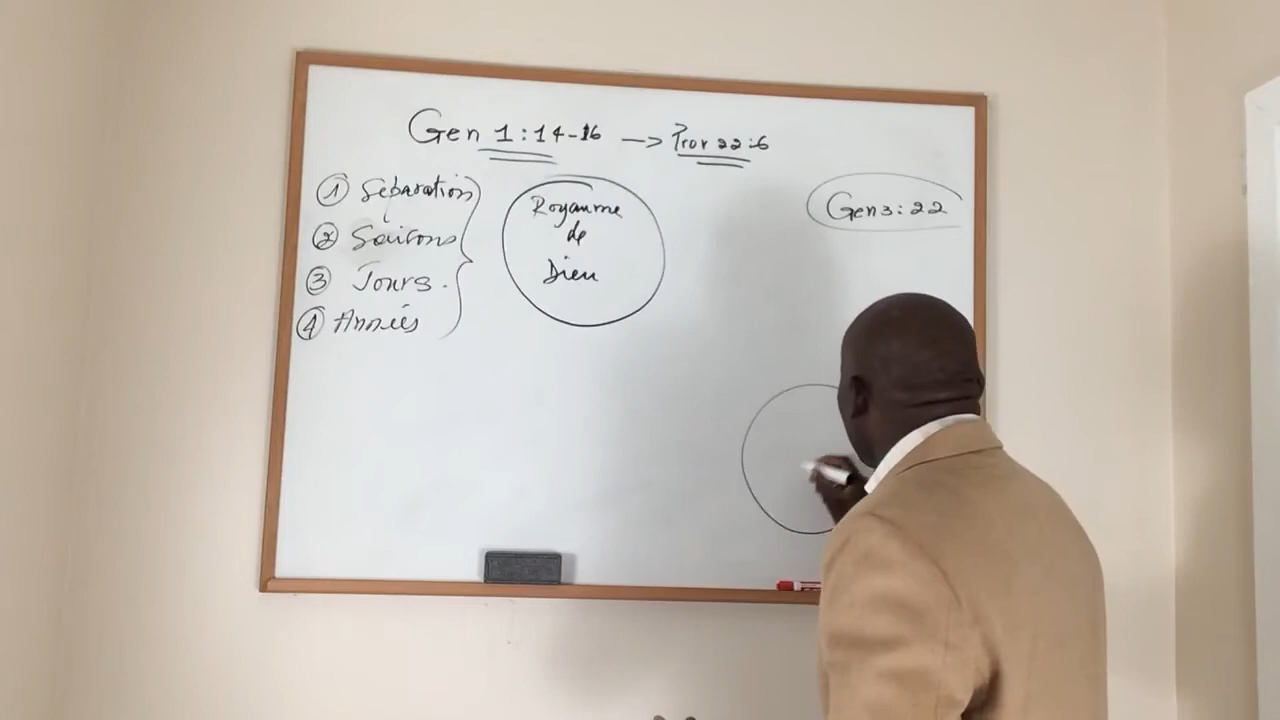 Gen 1:14-16 → Prov 22:6
① Séparation
② Saisons
③ Jours.
④ Années
Royaume
de
Dieu
Gen 3:22